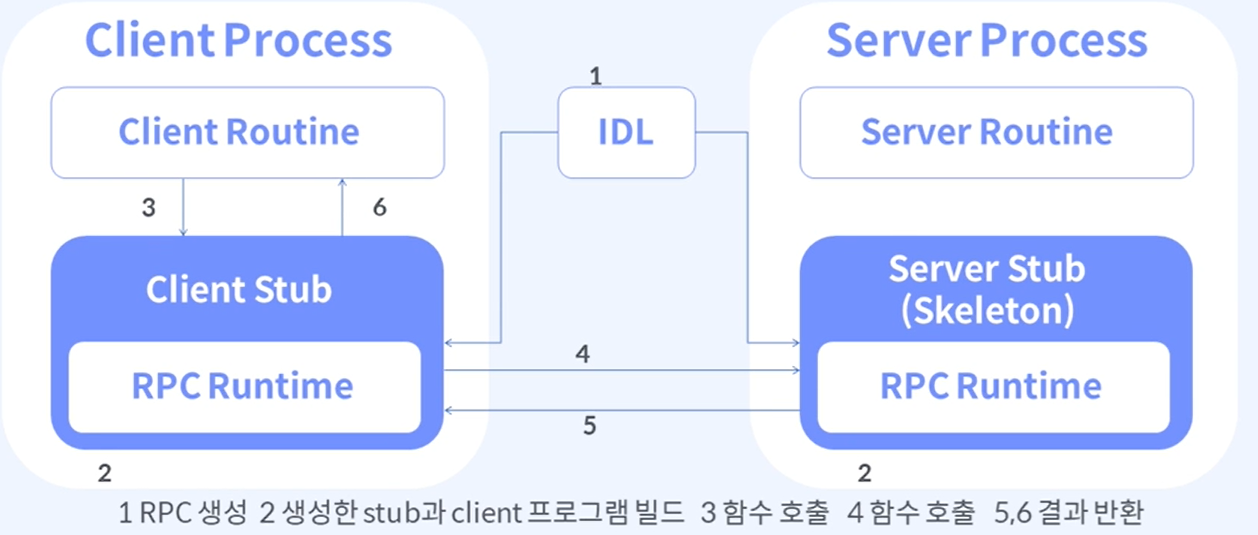 Client Process
Server Process
1
Client Routine
IDL
Server Routine
3
6
Client Stub
Server Stub
(Skeleton)
4
RPC Runtime
RPC Runtime
5
2
2
1 RPC 생성 2 생성한 stub과 client 프로그램 빌드 3 함수 호출 4 함수 호출 5,6 결과 반환